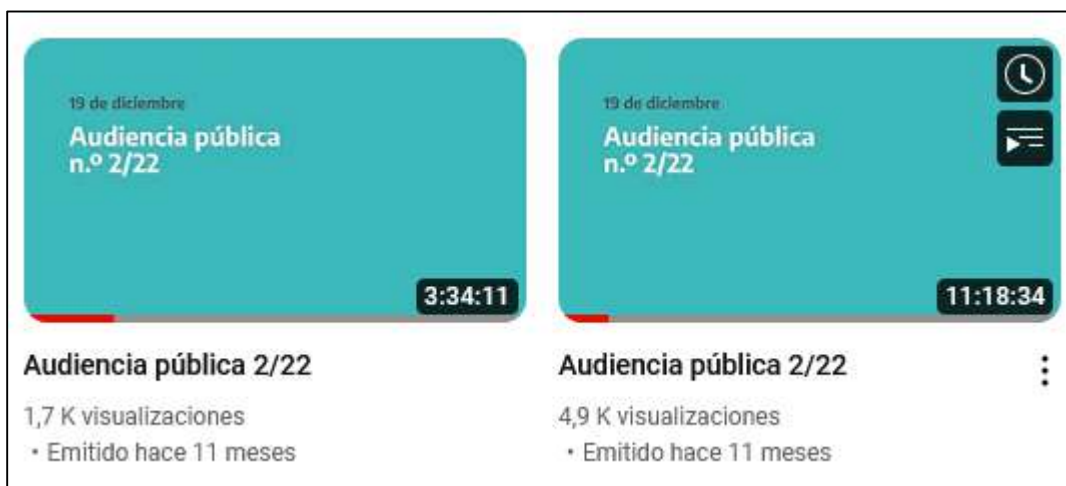 19 de diciembre
Audiencia pública
n.º 2/22
3:34:11
Audiencia pública 2/22
1,7 K visualizaciones
• Emitido hace 11 meses
19 de diciembre
Audiencia pública
n.º 2/22
11:18:34
Audiencia pública 2/22
4,9 K visualizaciones
• Emitido hace 11 meses